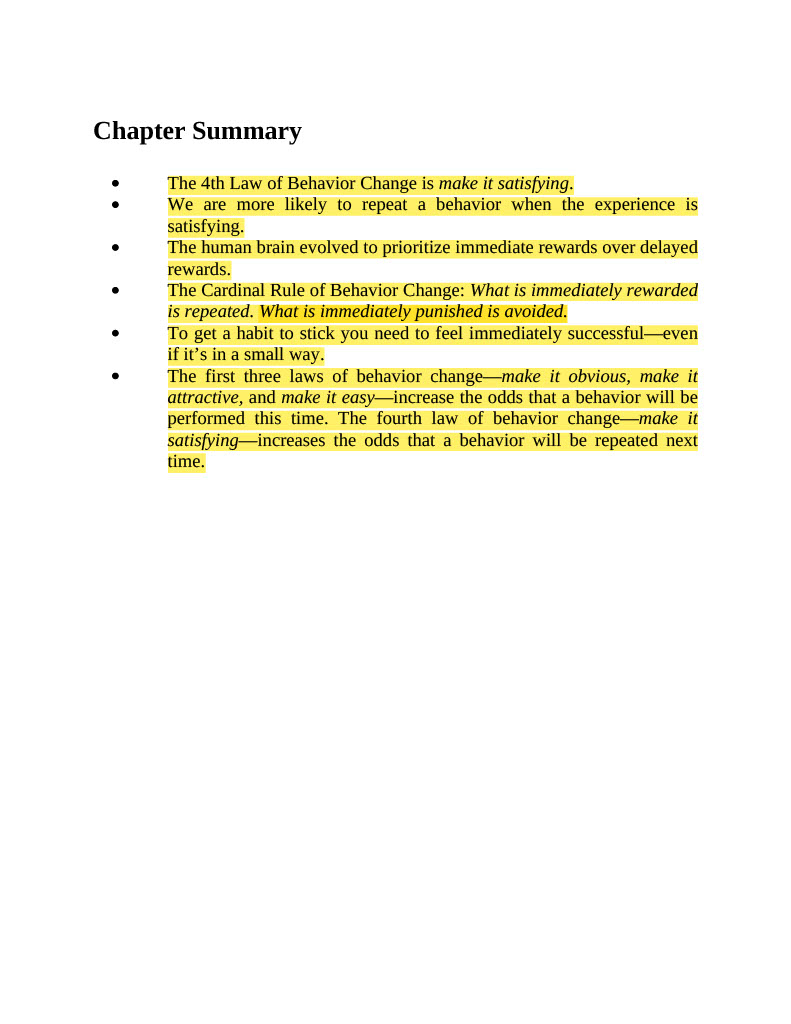 Chapter Summary
• The 4th Law of Behavior Change is make it satisfying.
• We are more likely to repeat a behavior when the experience is
satisfying.
• The human brain evolved to prioritize immediate rewards over delayed
rewards.
• The Cardinal Rule of Behavior Change: What is immediately rewarded
is repeated. What is immediately punished is avoided.
• To get a habit to stick you need to feel immediately successful—even
if it’s in a small way.
• The first three laws of behavior change—make it obvious, make it
attractive, and make it easy—increase the odds that a behavior will be
performed this time. The fourth law of behavior change—make it
satisfying—increases the odds that a behavior will be repeated next
time.